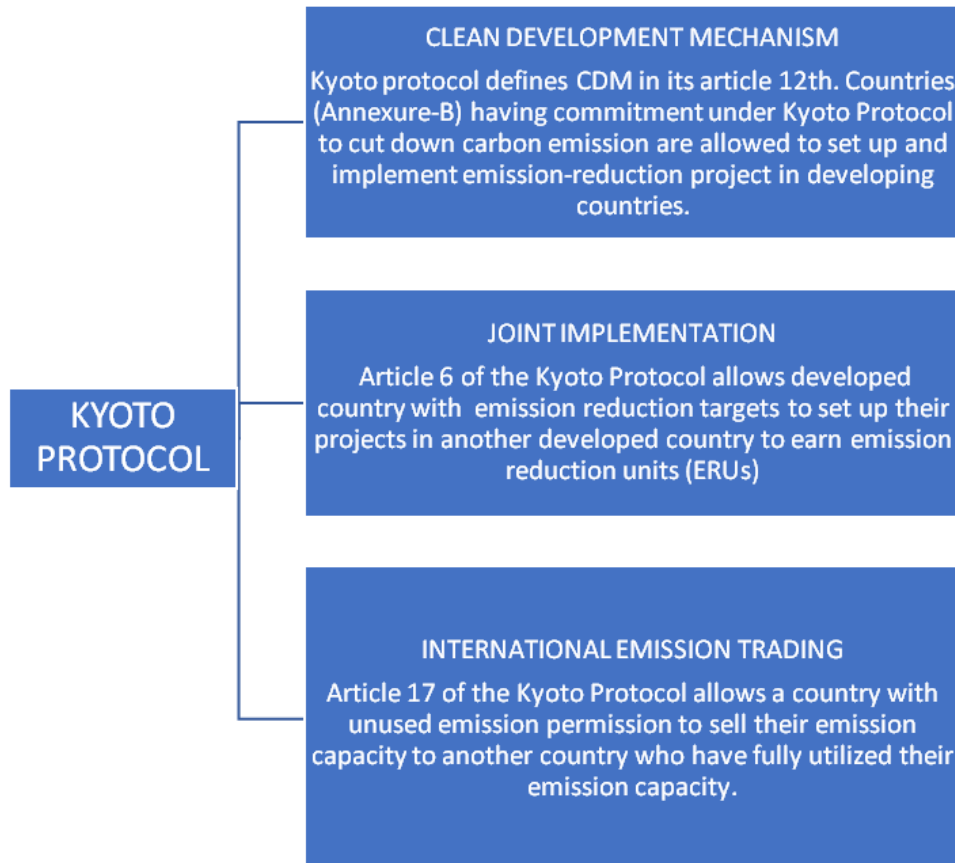 CLEAN DEVELOPMENT MECHANISM
Kyoto protocol defines CDM in its article 12th. Countries
(Annexure-B) having commitment under Kyoto Protocol
to cut down carbon emission are allowed to set up and
implement emission-reduction project in developing
countries.
JOINT IMPLEMENTATION
Article 6 of the Kyoto Protocol allows developed
country with  emission reduction targets to set up their
projects in another developed country to earn emission
reduction units (ERUs)
KYOTO
PROTOCOL
INTERNATIONAL EMISSION TRADING
Article 17 of the Kyoto Protocol allows a country with
unused emission permission to sell their emission
capacity to another country who have fully utilized their
emission capacity.